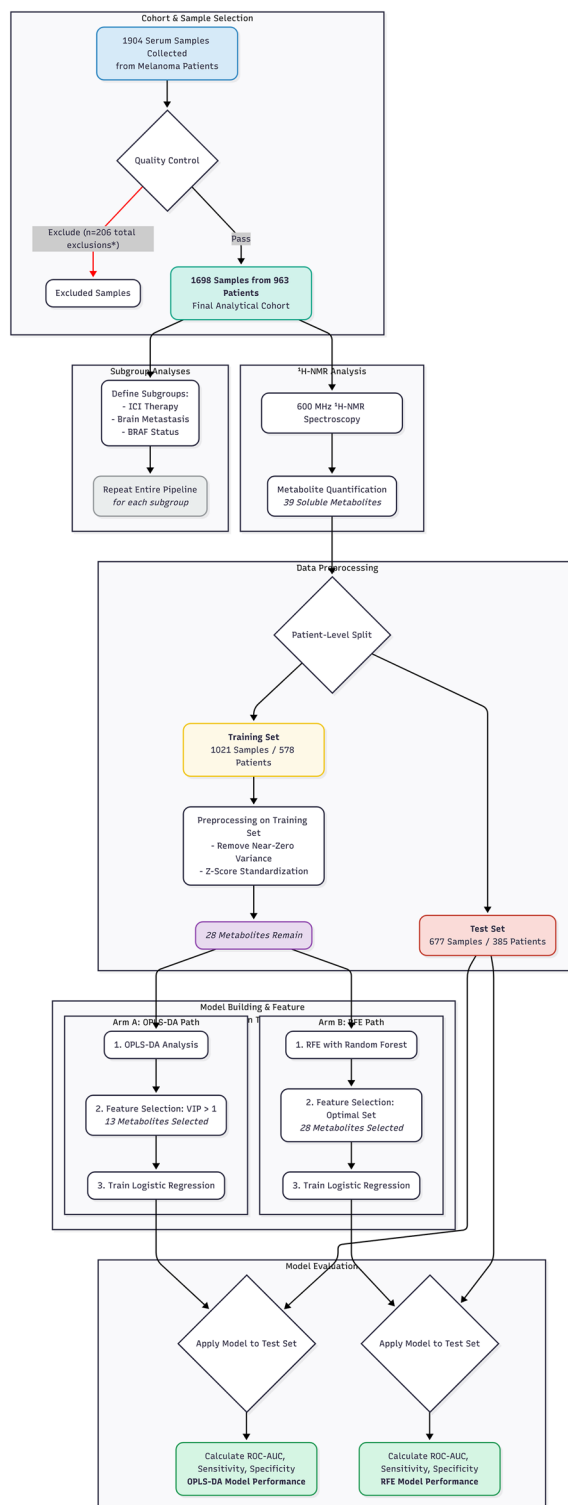 Cohort & Sample Selection
1904 Serum Samples
Collected
from Melanoma Patients
Quality Control
Exclude (n=206 total
exclusions*)
Pass
Excluded Samples
1698 Samples from 963
Patients
Final Analytical Cohort
Subgroup Analyses
Define Subgroups:
- ICI Therapy
- Brain Metastasis
- BRAF Status
Repeat Entire Pipeline
for each subgroup
¹H-NMR Analysis
600 MHz ¹H-NMR
Spectroscopy
Metabolite Quantification
39 Soluble Metabolites
Data Preprocessing
Patient-Level Split
Training Set
1021 Samples / 578
Patients
Preprocessing on Training
Set
- Remove Near-Zero
Variance
- Z-Score Standardization
28 Metabolites Remain
Test Set
677 Samples / 385 Patients
Model Building & Feature
Arm A: OPLS-DA Path
1. OPLS-DA Analysis
2. Feature Selection: VIP > 1
13 Metabolites Selected
3. Train Logistic Regression
Arm B: RFE Path
1. RFE with Random Forest
2. Feature Selection:
Optimal Set
28 Metabolites Selected
3. Train Logistic Regression
Model Evaluation
Apply Model to Test Set
Apply Model to Test Set
Calculate ROC-AUC,
Sensitivity, Specificity
OPLS-DA Model Performance
Calculate ROC-AUC,
Sensitivity, Specificity
RFE Model Performance